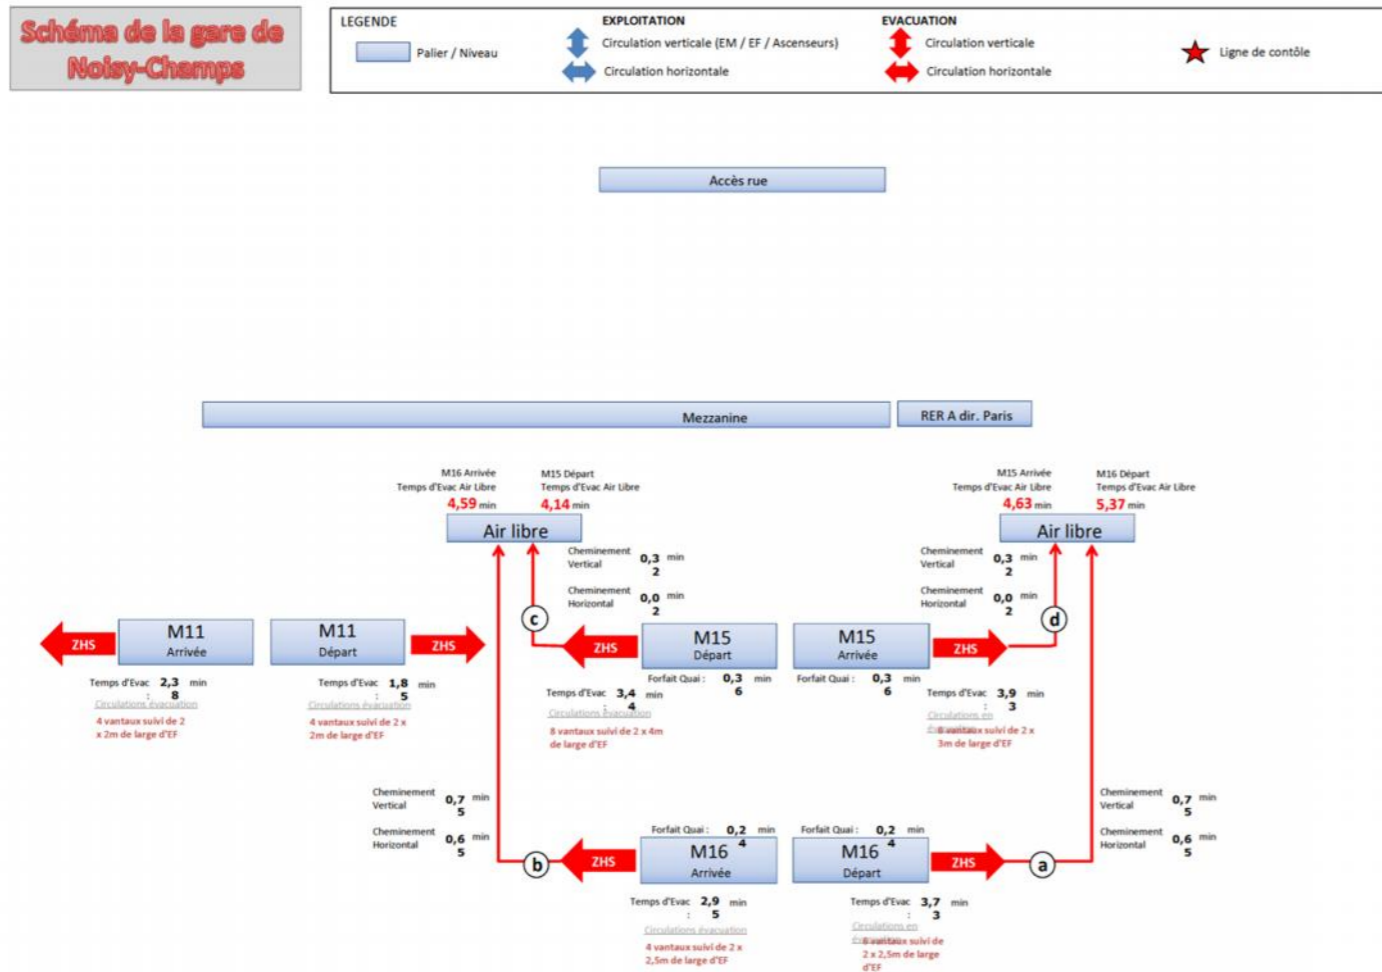 Schéma de la gare de
Noisy-Champs
LEGENDE
Palier / Niveau
EXPLOITATION
Circulation verticale (EM / EF / Ascenseurs)
Circulation horizontale
EVACUATION
Circulation verticale
Circulation horizontale
Ligne de contôle
Accès rue
Mezzanine
RER A dir. Paris
M16 Arrivée
Temps d'Evac Air Libre
4,59 min
M15 Départ
Temps d'Evac Air Libre
4,14 min
Air libre
M15 Arrivée
Temps d'Evac Air Libre
4,63 min
M16 Départ
Temps d'Evac Air Libre
5,37 min
Air libre
Cheminement
Vertical
0,3 min
2
Cheminement
Horizontal
0,0 min
2
c
Cheminement
Vertical
0,3 min
2
Cheminement
Horizontal
0,0 min
2
d
ZHS
M11
Arrivée
Temps d'Evac 2,3 min
: 8
Circulations évacuation
4 vantaux suivi de 2
x 2m de large d'EF
M11
Départ
ZHS
Temps d'Evac 1,8 min
: 5
Circulations évacuation
4 vantaux suivi de 2 x
2m de large d'EF
ZHS
M15
Départ
Forfait Quai : 0,3 min
6
Temps d'Evac 3,4 min
: 4
Circulations évacuation
8 vantaux suivi de 2 x 4m
de large d'EF
M15
Arrivée
ZHS
Forfait Quai : 0,3 min
6
Temps d'Evac 3,9 min
: 3
Circulations en
évacuation
vantaux suivi de 2 x
3m de large d'EF
Cheminement
Vertical
0,7 min
5
Cheminement
Horizontal
0,6 min
5
b
ZHS
Forfait Quai : 0,2 min
4
M16
Arrivée
Temps d'Evac 2,9 min
: 5
Circulations évacuation
4 vantaux suivi de 2 x
2,5m de large d'EF
Forfait Quai : 0,2 min
4
M16
Départ
ZHS
a
Temps d'Evac 3,7 min
: 3
Circulations en
évacuation
vantaux suivi de
2 x 2,5m de large
d'EF
Cheminement
Vertical
0,7 min
5
Cheminement
Horizontal
0,6 min
5